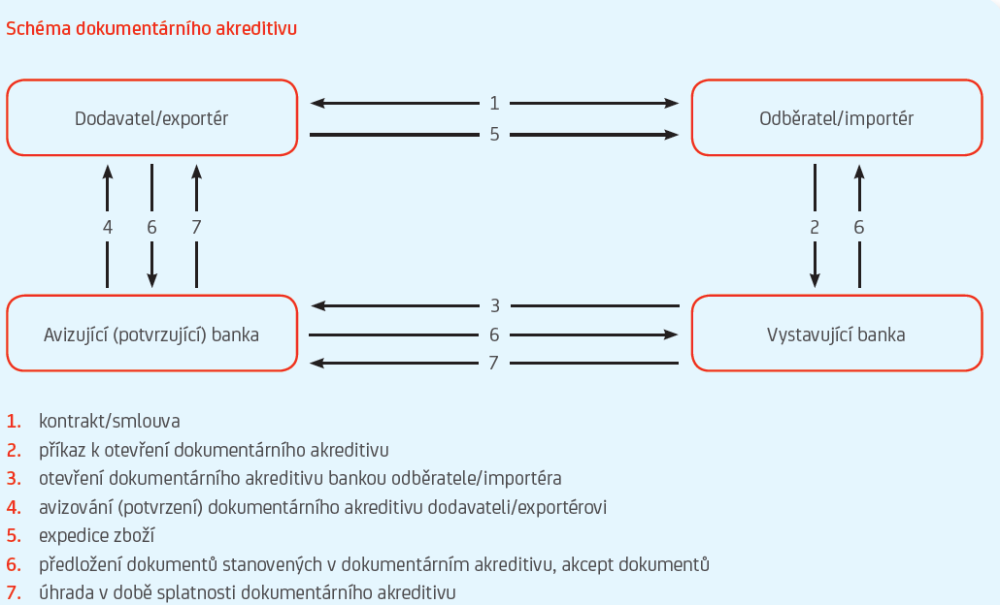 Schéma dokumentárního akreditivu
Dodavatel/exportér
1
5
Odběratel/importér
4
6
7
2
6
Avizující (potvrzující) banka
3
6
7
Vystavující banka
1. kontrakt/smlouva
2. příkaz k otevření dokumentárního akreditivu
3. otevření dokumentárního akreditivu bankou odběratele/importéra
4. avizování (potvrzení) dokumentárního akreditivu dodavateli/exportérovi
5. expedice zboží
6. předložení dokumentů stanovených v dokumentárním akreditivu, akcept dokumentů
7. úhrada v době splatnosti dokumentárního akreditivu